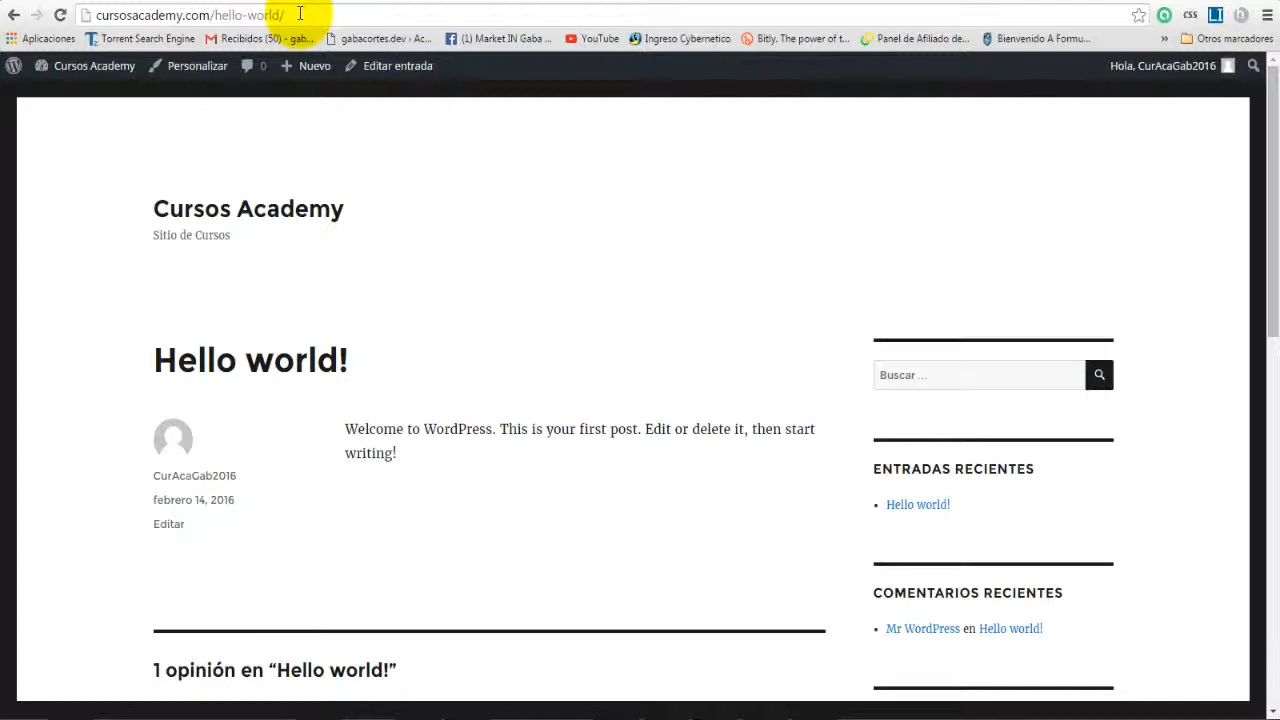 cursosacademy.com/hello-world/
CSS
Aplicaciones
Torrent Search Engine
Recibidos (50) - gab...
gabacortes.dev › Ac...
(1) Market IN Gaba ...
YouTube
Ingreso Cybernetico
Bitly. The power of t...
Panel de Afiliado de...
Bienvenido A Formu...
»
Otros marcadores
Cursos Academy
Personalizar
0
Nuevo
Editar entrada
Hola, CurAcaGab2016
Cursos Academy
Sitio de Cursos
Hello world!
CurAcaGab2016
febrero 14, 2016
Editar
Welcome to WordPress. This is your first post. Edit or delete it, then start
writing!
1 opinión en “Hello world!”
Buscar ...
ENTRADAS RECIENTES
Hello world!
COMENTARIOS RECIENTES
Mr WordPress en Hello world!